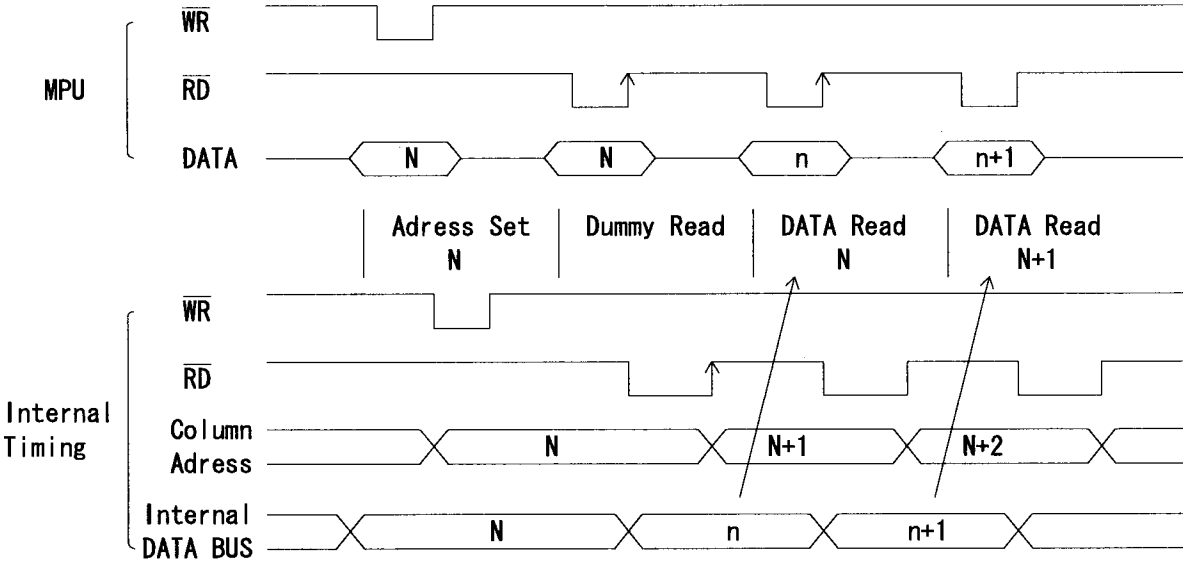 MPU
WR
RD
DATA N N n n+1
Adress Set Dummy Read DATA Read DATA Read
N N N+1
Internal
Timing
WR
RD
Column
Adress
N N+1 N+2
Internal
DATA BUS
N n n+1